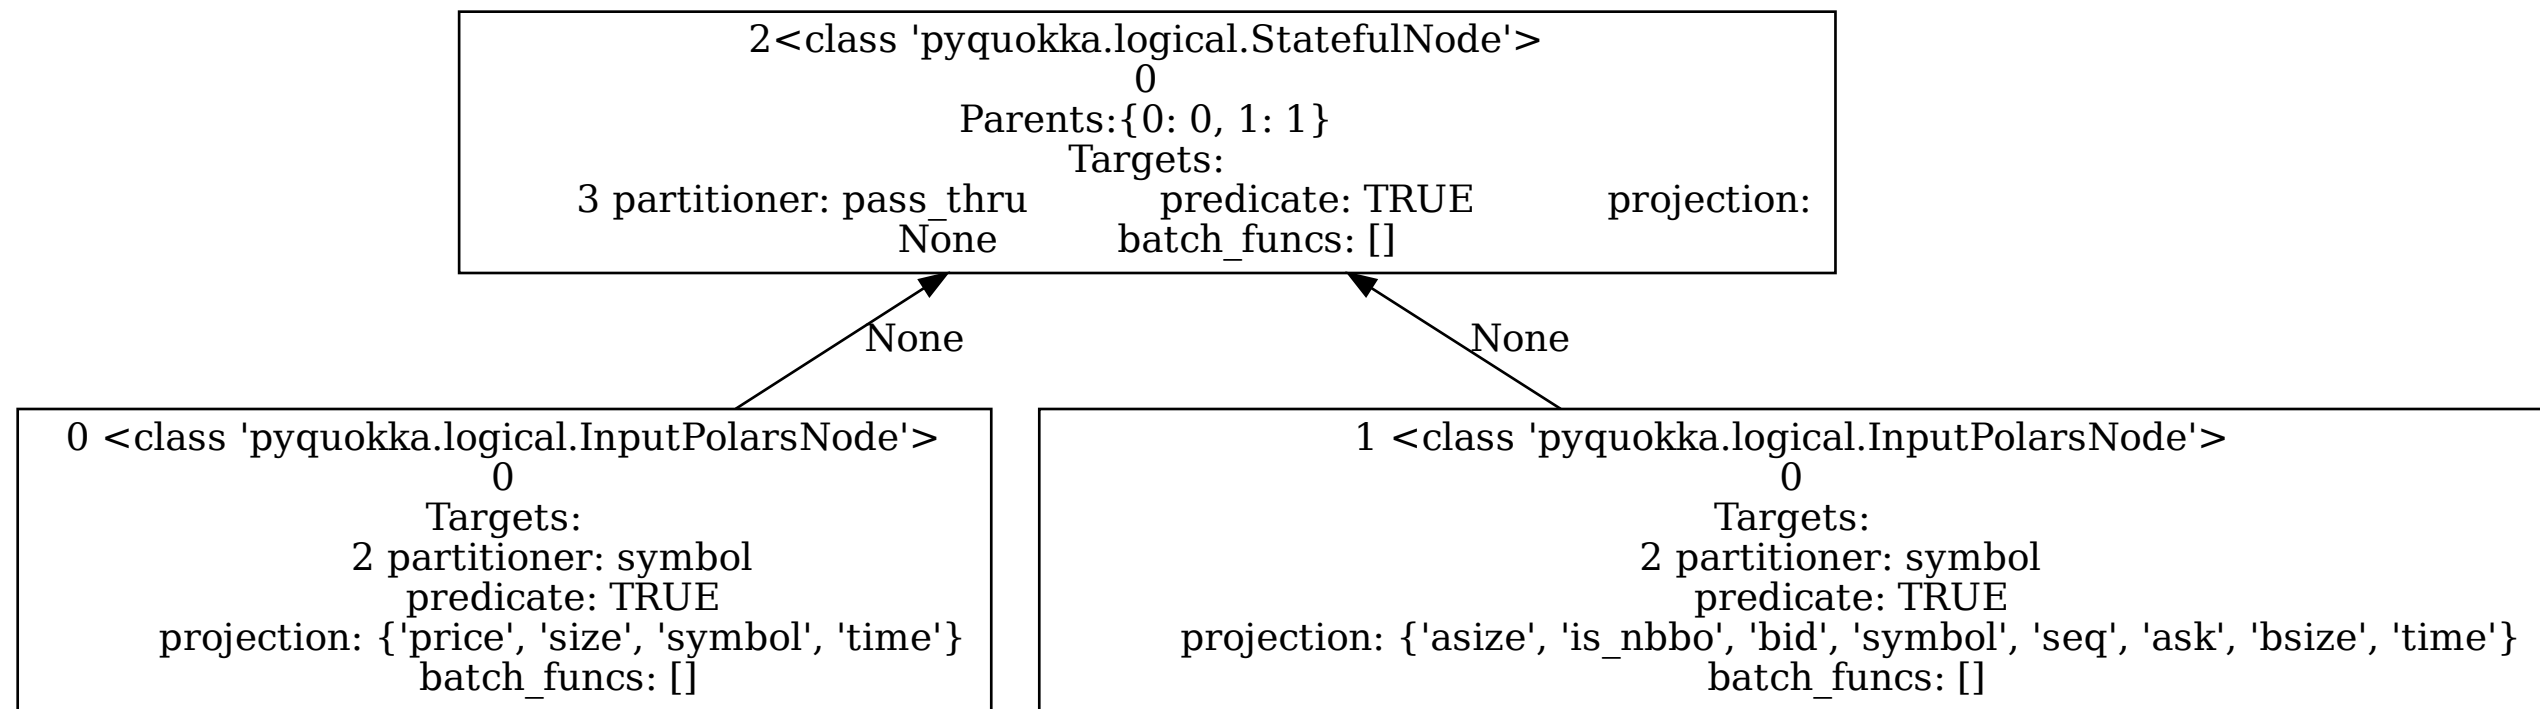 2<class 'pyquokka.logical.StatefulNode'>
0
Parents:{0: 0, 1: 1}
Targets:
3 partitioner: pass_thru predicate: TRUE projection:
None batch_funcs: []
None
None
0 <class 'pyquokka.logical.InputPolarsNode'>
0
Targets:
2 partitioner: symbol
predicate: TRUE
projection: {'price', 'size', 'symbol', 'time'}
batch_funcs: []
1 <class 'pyquokka.logical.InputPolarsNode'>
0
Targets:
2 partitioner: symbol
predicate: TRUE
projection: {'asize', 'is_nbbo', 'bid', 'symbol', 'seq', 'ask', 'bsize', 'time'}
batch_funcs: []